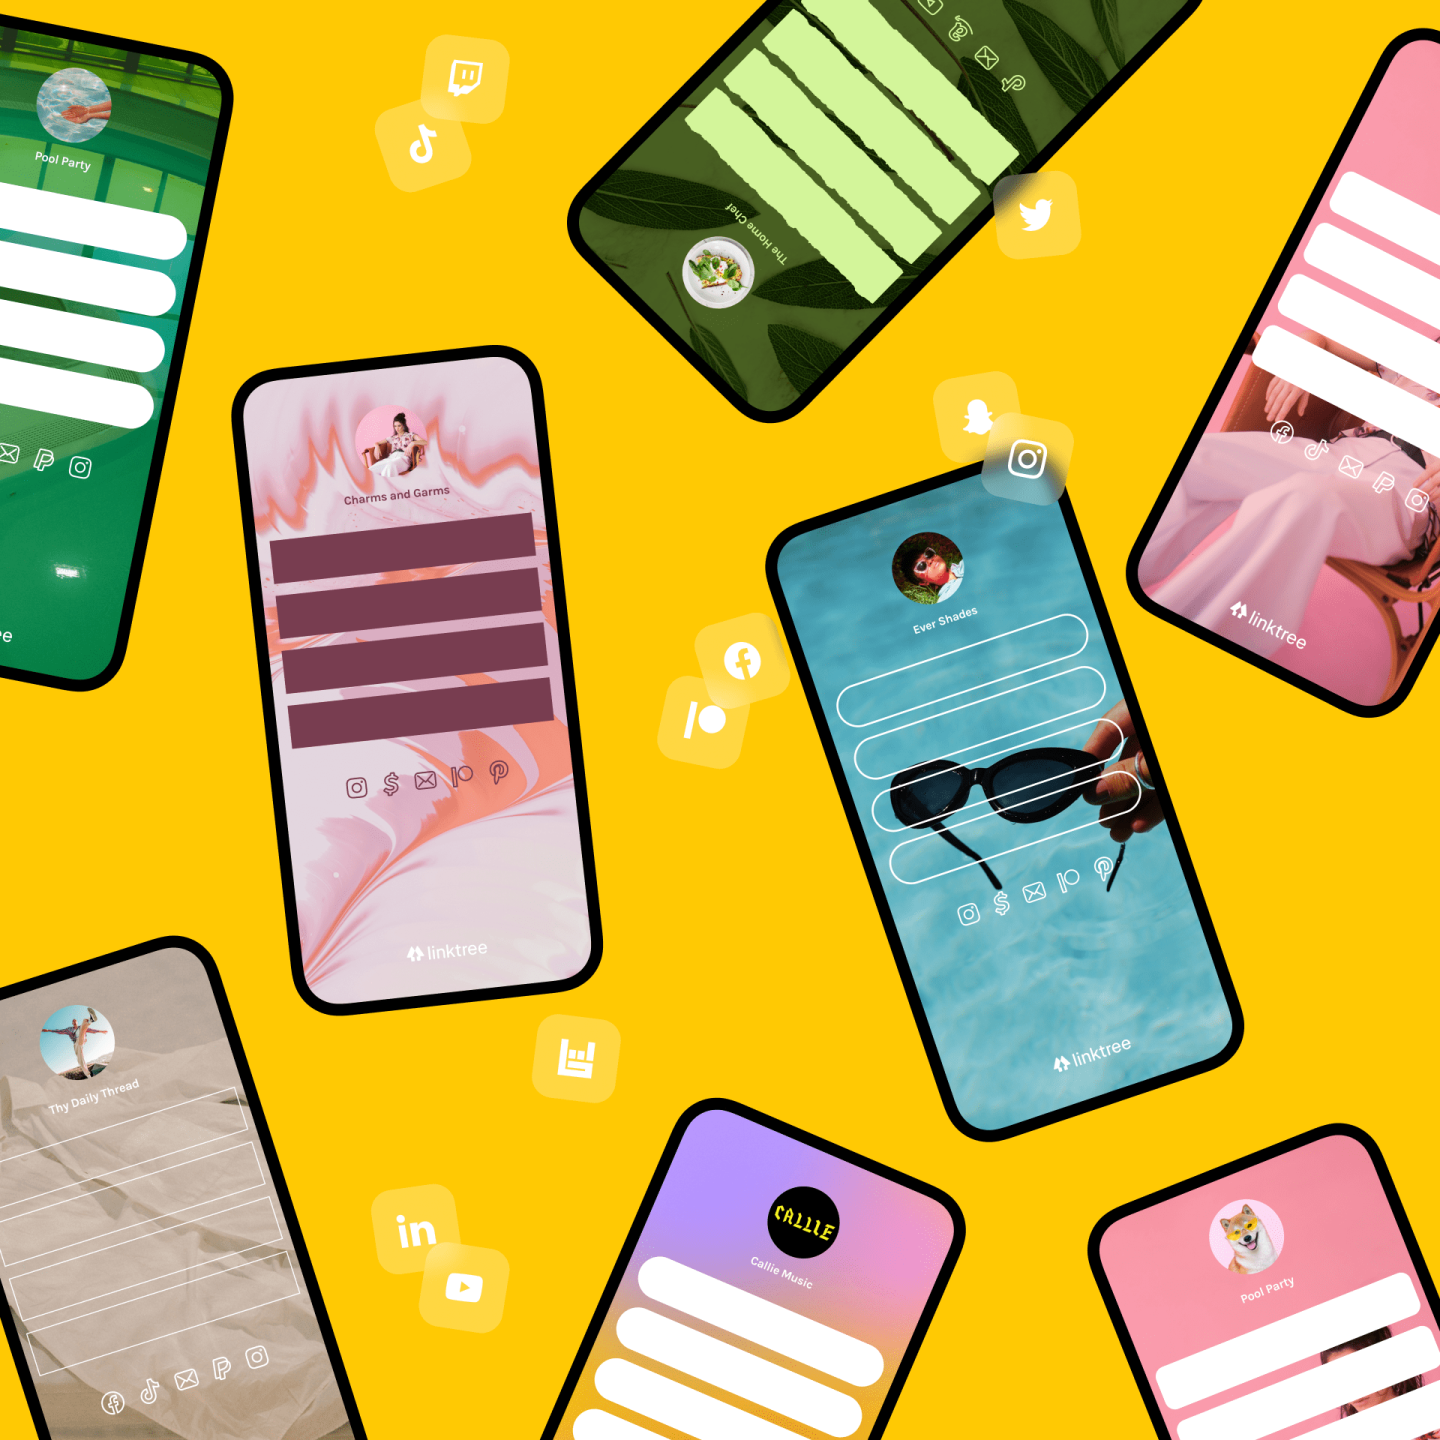 Pool Party
ee
The Home Chef
linktree
Charms and Garms
linktree
Ever Shades
linktree
Thy Daily Thread
in
CALLIE
Callie Music
Pool Party